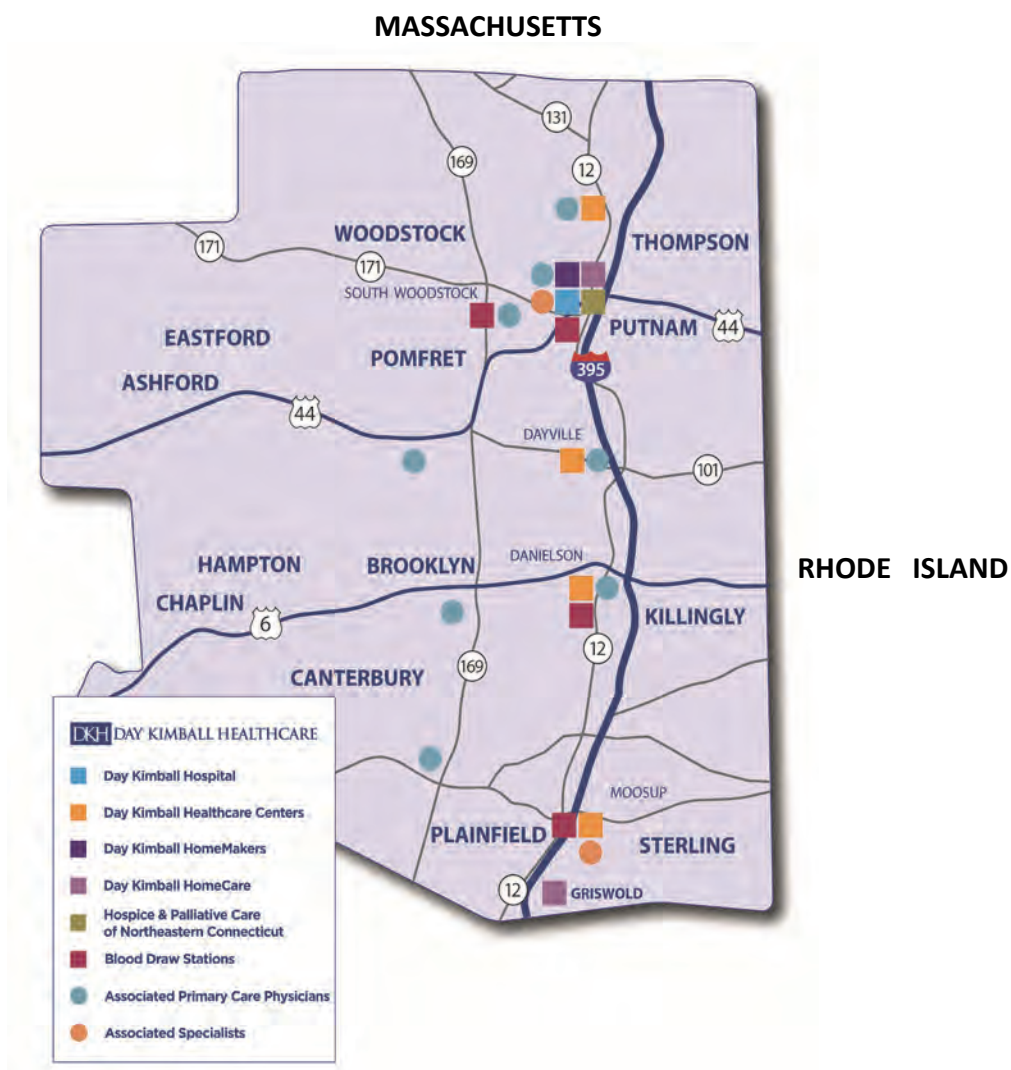 MASSACHUSETTS
131
169
12
WOODSTOCK
THOMPSON
171
171
SOUTH WOODSTOCK
PUTNAM
44
EASTFORD
POMFRET
395
ASHFORD
44
DAYVILLE
101
DANIELSON
HAMPTON
BROOKLYN
RHODE ISLAND
CHAPLIN
6
KILLINGLY
12
169
CANTERBURY
DKH DAY KIMBALL HEALTHCARE
Day Kimball Hospital
Day Kimball Healthcare Centers
Day Kimball HomeMakers
Day Kimball HomeCare
Hospice & Palliative Care
of Northeastern Connecticut
Blood Draw Stations
Associated Primary Care Physicians
Associated Specialists
MOOSUP
PLAINFIELD
STERLING
12
GRISWOLD